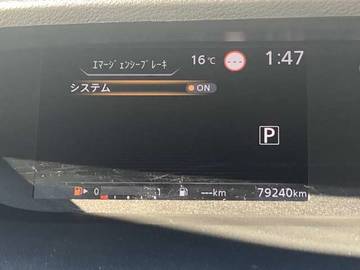 エマージェンシーブレーキ 16℃ --- 1:47
システム ON
P
0 1 ---km 79240km